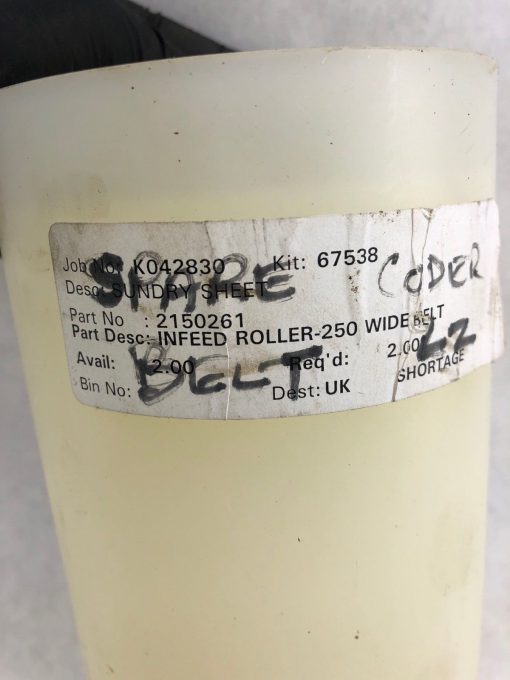 Job No: K042830 Kit: 67538
Desc: SUNDRY SHEET
SPARE CODER
Part No : 2150261
Part Desc: INFEED ROLLER-250 WIDE BELT
Avail: -2.00 Req'd: 2.00
L2
BELT
SHORTAGE
Bin No: Dest: UK